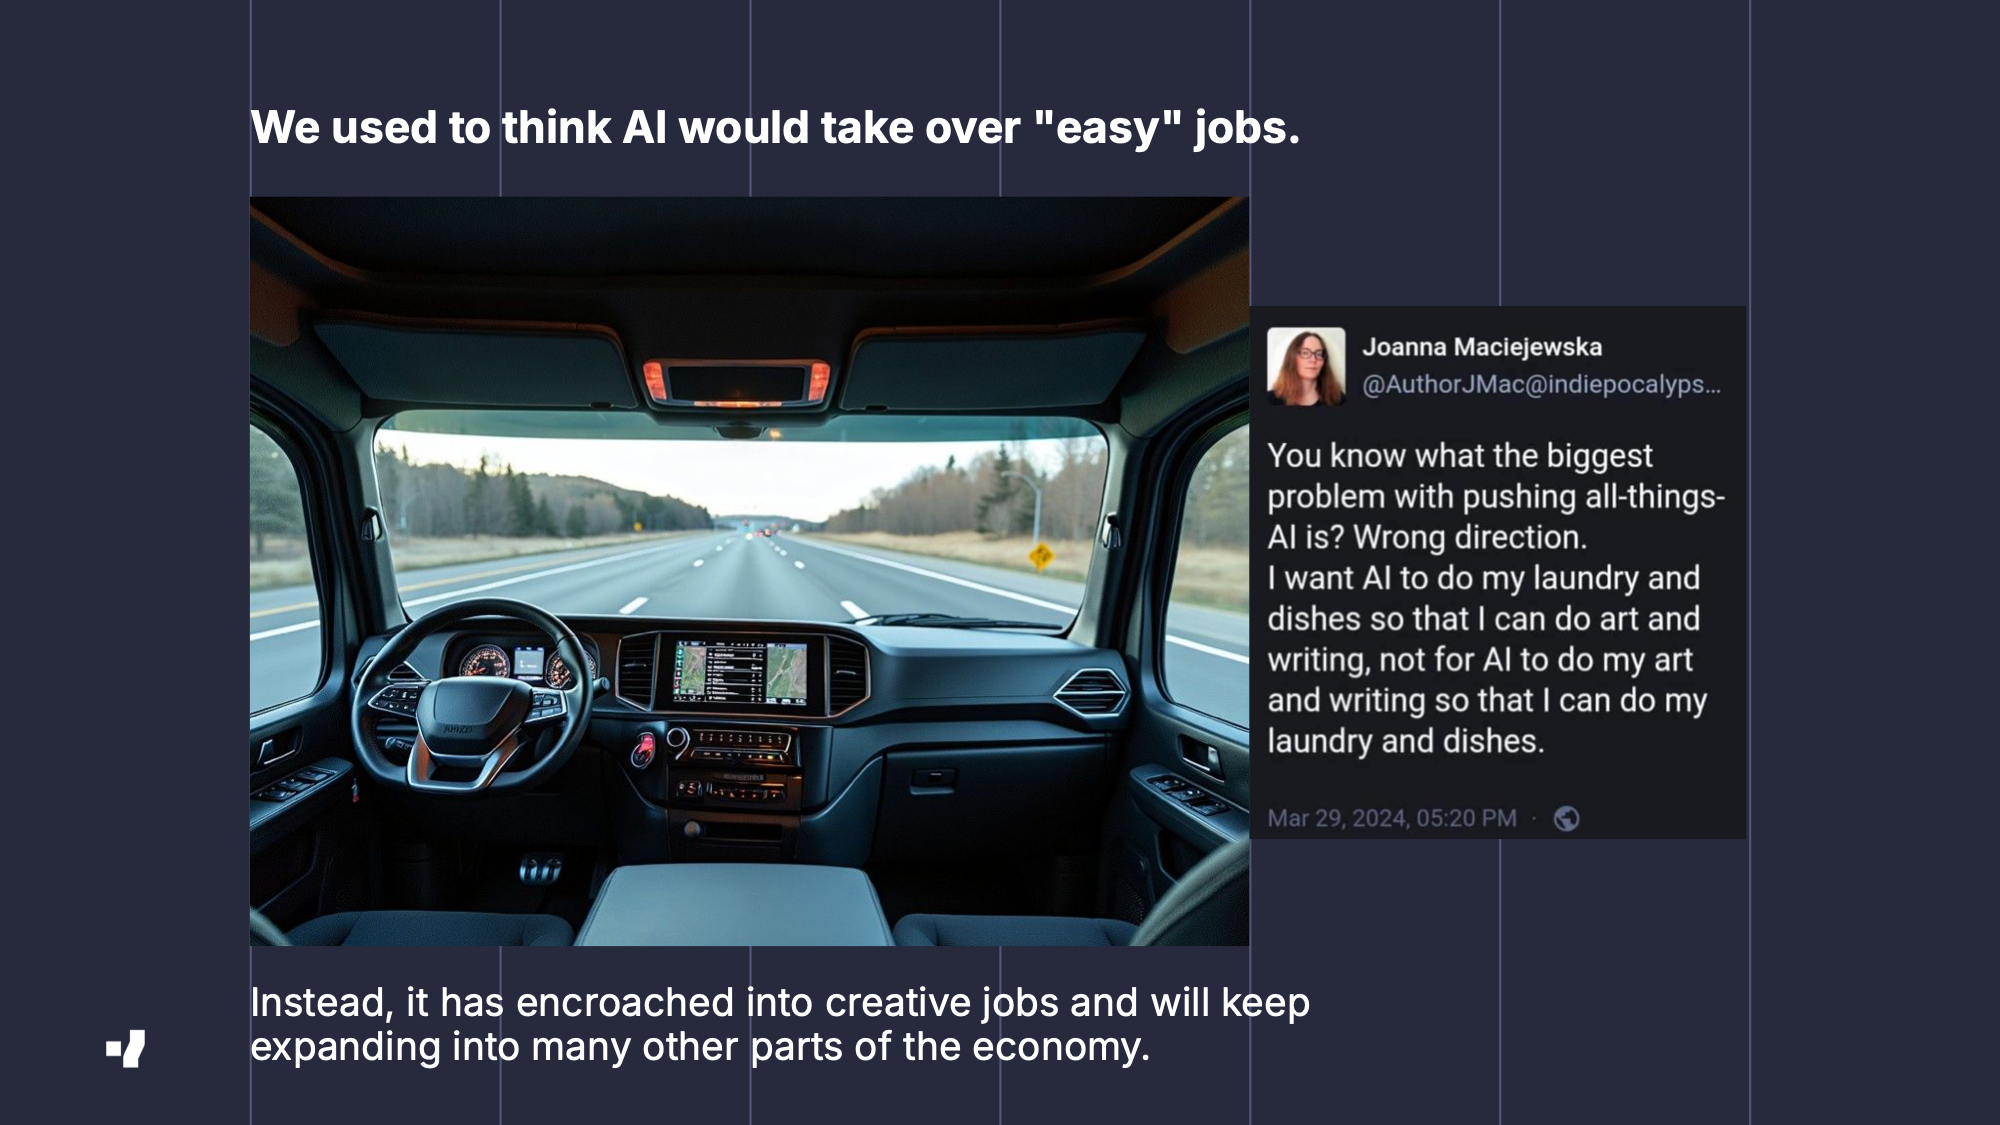 We used to think AI would take over "easy" jobs.
Joanna Maciejewska
@AuthorJMac@indiepocalyps...
You know what the biggest
problem with pushing all-things-
AI is? Wrong direction.
I want AI to do my laundry and
dishes so that I can do art and
writing, not for AI to do my art
and writing so that I can do my
laundry and dishes.
Mar 29, 2024, 05:20 PM ·
Instead, it has encroached into creative jobs and will keep
expanding into many other parts of the economy.